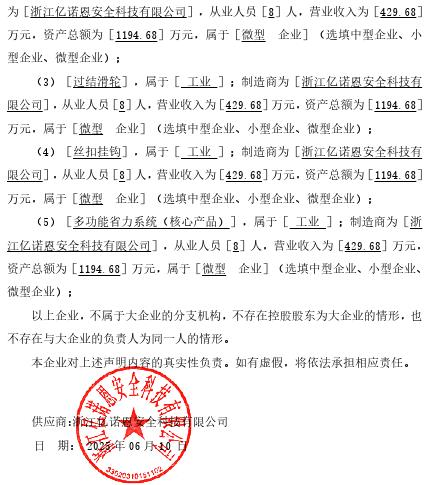 为［浙江亿诺恩安全科技有限公司］，从业人员［8］人，营业收入为［429.68］
万元，资产总额为［1194.68］万元，属于［微型 企业］（选填中型企业、小
型企业、微型企业）；
（3）［过结滑轮］，属于［ 工业 ］；制造商为［浙江亿诺恩安全科技有
限公司］，从业人员［8］人，营业收入为［429.68］万元，资产总额为［1194.68］
万元，属于［微型 企业］（选填中型企业、小型企业、微型企业）；
（4）［丝扣挂钩］，属于［ 工业 ］；制造商为［浙江亿诺恩安全科技有
限公司］，从业人员［8］人，营业收入为［429.68］万元，资产总额为［1194.68］
万元，属于［微型 企业］（选填中型企业、小型企业、微型企业）；
（5）［多功能省力系统（核心产品）］，属于［ 工业 ］；制造商为［浙
江亿诺恩安全科技有限公司］，从业人员［8］人，营业收入为［429.68］万元，
资产总额为［1194.68］万元，属于［微型 企业］（选填中型企业、小型企业、
微型企业）；
以上企业，不属于大企业的分支机构，不存在控股股东为大企业的情形，也
不存在与大企业的负责人为同一人的情形。
本企业对上述声明内容的真实性负责。如有虚假，将依法承担相应责任。
浙江亿诺恩安全科技有限公司
供应商:浙江亿诺恩安全科技有限公司
日 期: 2025 年 06 月 10 日